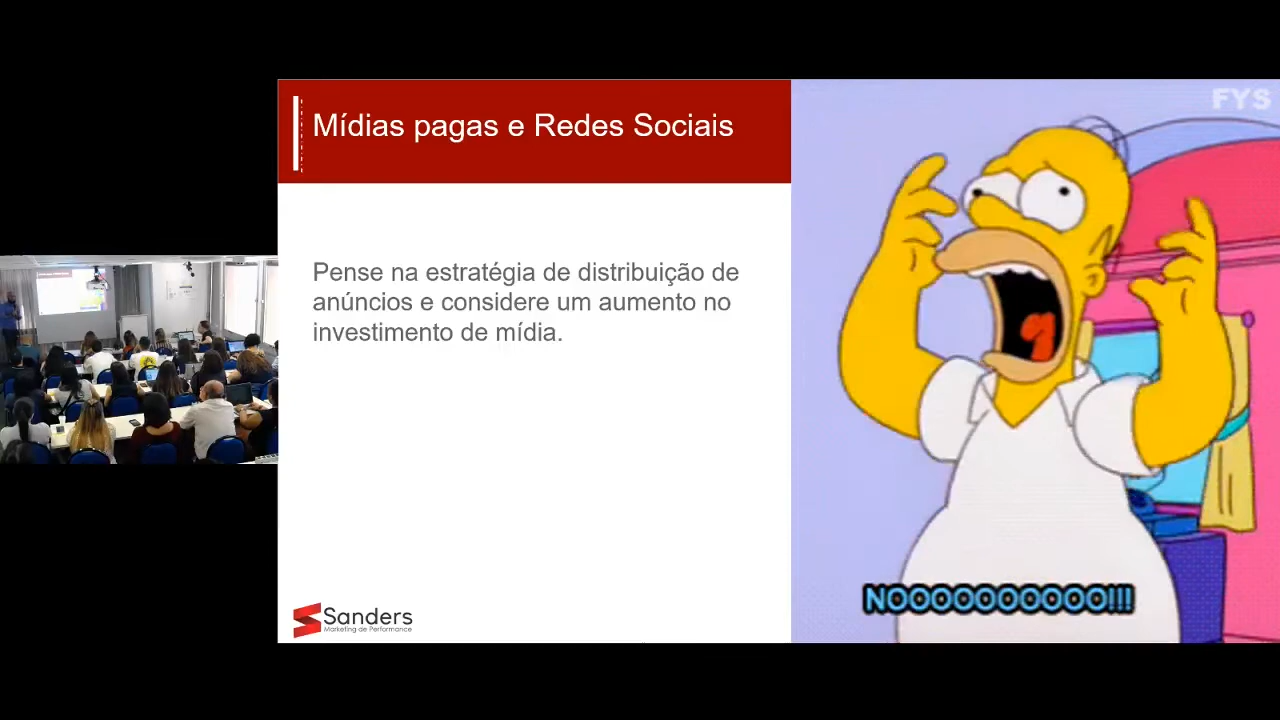 Mídias pagas e Redes Sociais
Pense na estratégia de distribuição de
anúncios e considere um aumento no
investimento de mídia.
Sanders
Marketing de Performance
FYS
NOOOOOOOOOOO!!!